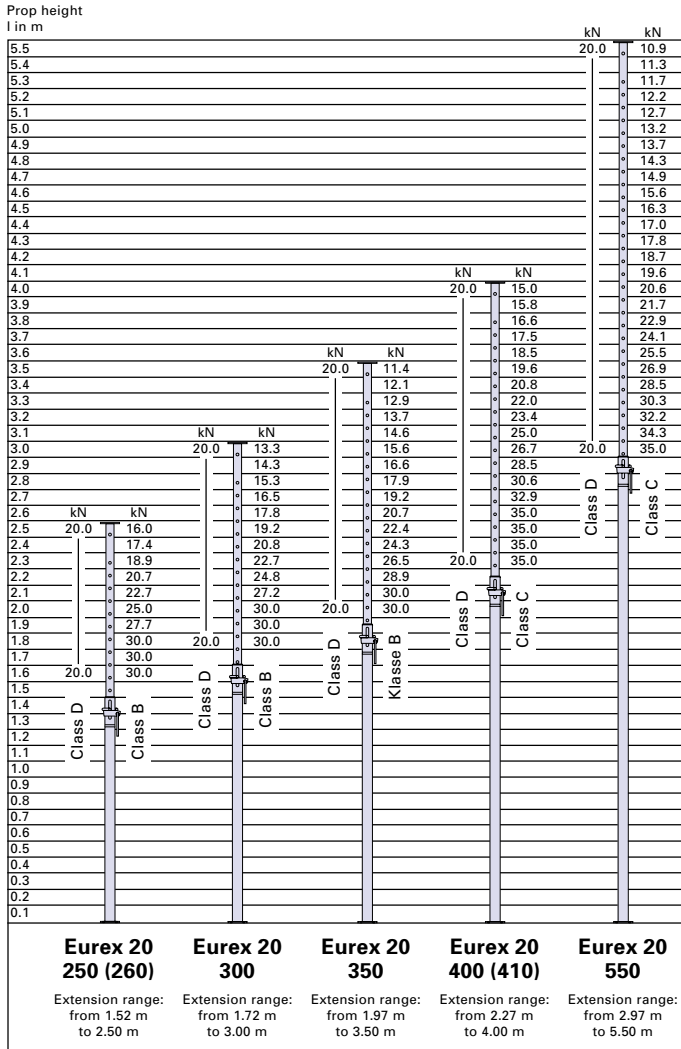 Prop height
l in m
kN kN
5.5 20.0 10.9
5.4 11.3
5.3 11.7
5.2 12.2
5.1 12.7
5.0 13.2
4.9 13.7
4.8 14.3
4.7 14.9
4.6 15.6
4.5 16.3
4.4 17.0
4.3 17.8
4.2 18.7
4.1 kN kN 19.6
4.0 20.0 15.0 20.6
3.9 15.8 21.7
3.8 16.6 22.9
3.7 17.5 24.1
3.6 kN kN 18.5 25.5
3.5 20.0 11.4 19.6 26.9
3.4 12.1 20.8 28.5
3.3 12.9 22.0 30.3
3.2 13.7 23.4 32.2
3.1 kN kN 14.6 25.0 34.3
3.0 20.0 13.3 15.6 26.7 20.0 35.0
2.9 14.3 16.6 28.5
2.8 15.3 17.9 30.6
2.7 16.5 19.2 32.9
2.6 kN kN 17.8 20.7 35.0
2.5 20.0 16.0 19.2 22.4 35.0
2.4 17.4 20.8 24.3 35.0
2.3 18.9 22.7 26.5 20.0 35.0
2.2 20.7 24.8 28.9
2.1 22.7 27.2 30.0
2.0 25.0 30.0 20.0 30.0
1.9 27.7 30.0
1.8 30.0 20.0 30.0
1.7 30.0
1.6 20.0 30.0
1.5
1.4
1.3
1.2
1.1
1.0
0.9
0.8
0.7
0.6
0.5
0.4
0.3
0.2
0.1
Class D
Class B
Class D
Class B
Class D
Klasse B
Class D
Class C
Class D
Class C
Eurex 20
250 (260)
Extension range:
from 1.52 m
to 2.50 m
Eurex 20
300
Extension range:
from 1.72 m
to 3.00 m
Eurex 20
350
Extension range:
from 1.97 m
to 3.50 m
Eurex 20
400 (410)
Extension range:
from 2.27 m
to 4.00 m
Eurex 20
550
Extension range:
from 2.97 m
to 5.50 m